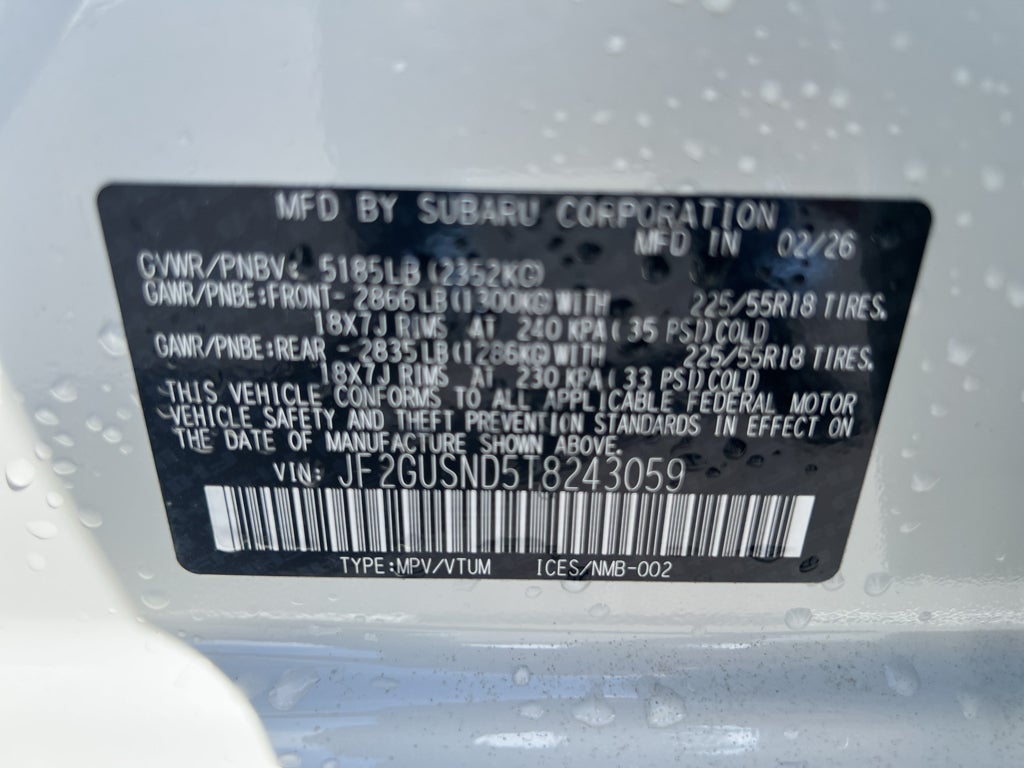 MFD BY SUBARU CORPORATION
MFD IN 02/26
GVWR/PNBV: 5185LB (2352KG)
GAWR/PNBE:FRONT- 2866LB(1300KG)WITH 225/55R18 TIRES.
18X7J RIMS AT 240 KPA( 35 PSI)COLD
GAWR/PNBE:REAR - 2835LB(1286KG)WITH 225/55R18 TIRES.
18X7J RIMS AT 230 KPA( 33 PSI)COLD
THIS VEHICLE CONFORMS TO ALL APPLICABLE FEDERAL MOTOR
VEHICLE SAFETY AND THEFT PREVENTION STANDARDS IN EFFECT ON
THE DATE OF MANUFACTURE SHOWN ABOVE.
VIN: JF2GUSND5T8243059
TYPE:MPV/VTUM ICES/NMB-002